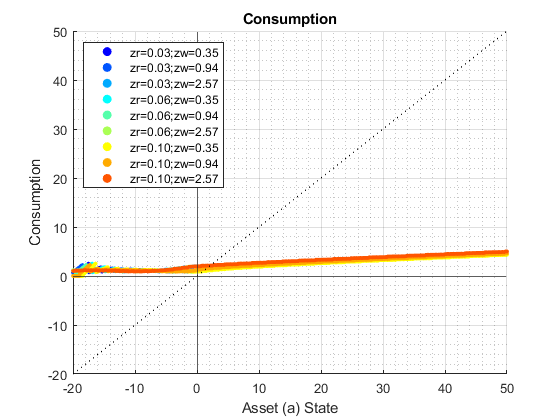 Consumption
50
40
30
20
10
0
-10
-20
Consumption
zr=0.03;zw=0.35
zr=0.03;zw=0.94
zr=0.03;zw=2.57
zr=0.06;zw=0.35
zr=0.06;zw=0.94
zr=0.06;zw=2.57
zr=0.10;zw=0.35
zr=0.10;zw=0.94
zr=0.10;zw=2.57
-20 -10 0 10 20 30 40 50
Asset (a) State